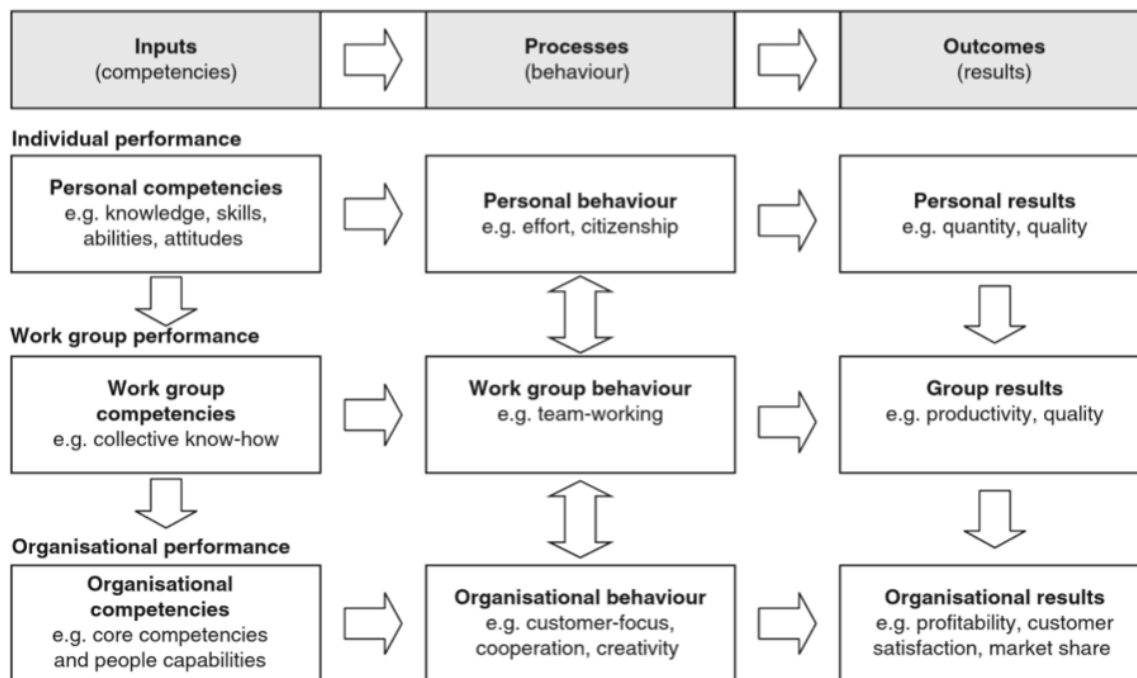 Inputs
(competencies)
Processes
(behaviour)
Outcomes
(results)
Individual performance
Personal competencies
e.g. knowledge, skills,
abilities, attitudes
Personal behaviour
e.g. effort, citizenship
Personal results
e.g. quantity, quality
Work group performance
Work group
competencies
e.g. collective know-how
Work group behaviour
e.g. team-working
Group results
e.g. productivity, quality
Organisational performance
Organisational
competencies
e.g. core competencies
and people capabilities
Organisational behaviour
e.g. customer-focus,
cooperation, creativity
Organisational results
e.g. profitability, customer
satisfaction, market share